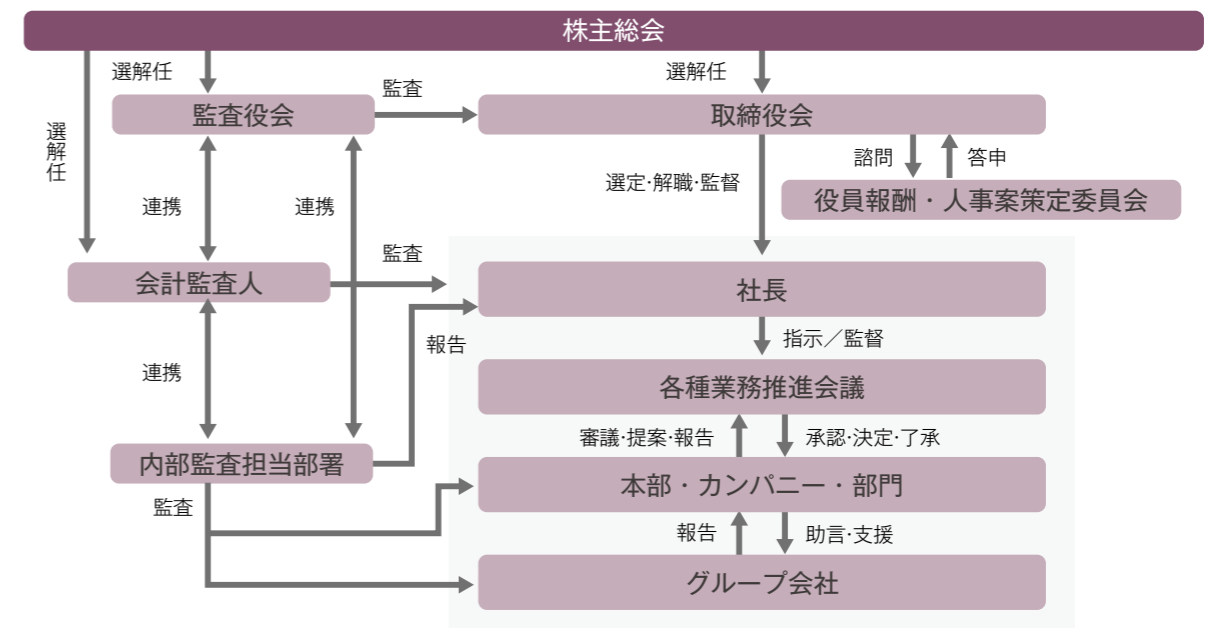 株主総会
選解任
選解任
選解任
監査
監査役会
取締役会
諮問
答申
選定･解職･監督
連携
連携
役員報酬・人事案策定委員会
監査
会計監査人
社長
報告
指示／監督
連携
各種業務推進会議
審議･提案･報告
承認･決定･了承
内部監査担当部署
本部・カンパニー・部門
監査
報告
助言･支援
グループ会社